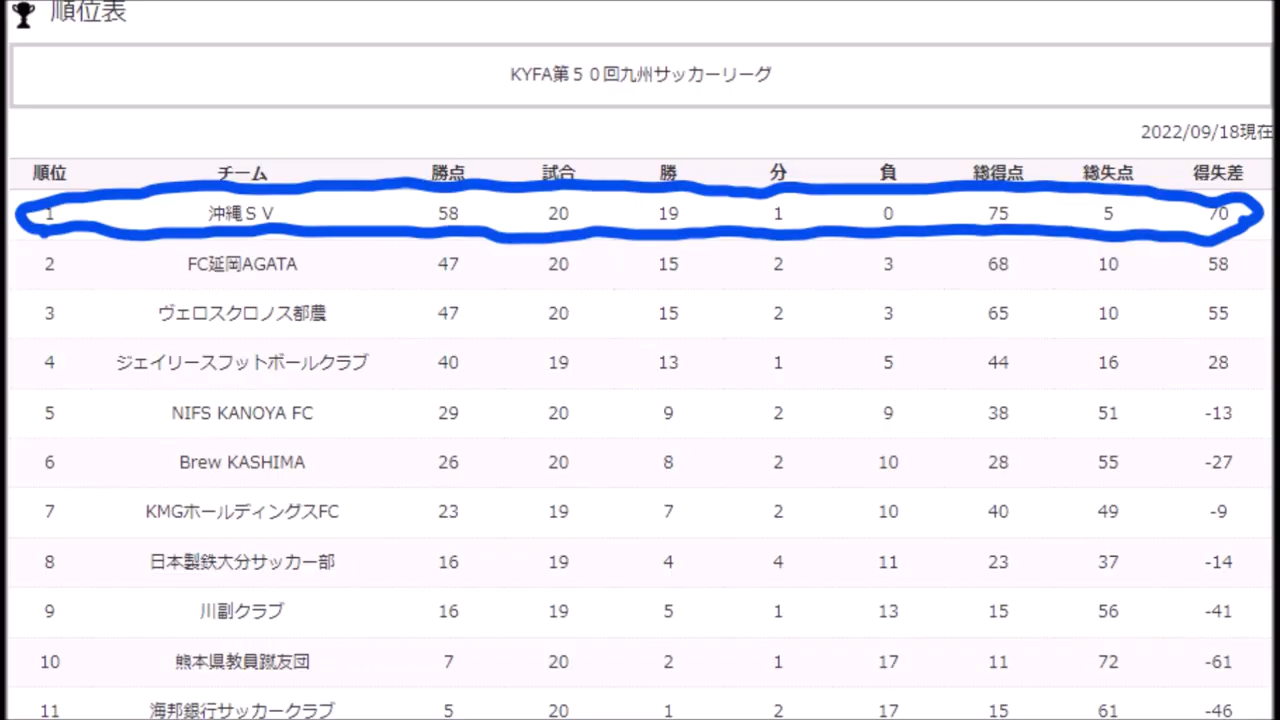 順位表
KYFA第５０回九州サッカーリーグ
2022/09/18現在
順位 チーム 勝点 試合 勝 分 負 総得点 総失点 得失差
1 沖縄ＳＶ 58 20 19 1 0 75 5 70
2 FC延岡AGATA 47 20 15 2 3 68 10 58
3 ヴェロスクロノス都農 47 20 15 2 3 65 10 55
4 ジェイリースフットボールクラブ 40 19 13 1 5 44 16 28
5 NIFS KANOYA FC 29 20 9 2 9 38 51 -13
6 Brew KASHIMA 26 20 8 2 10 28 55 -27
7 KMGホールディングスFC 23 19 7 2 10 40 49 -9
8 日本製鉄大分サッカー部 16 19 4 4 11 23 37 -14
9 川副クラブ 16 19 5 1 13 15 56 -41
10 熊本県教員蹴友団 7 20 2 1 17 11 72 -61
11 海邦銀行サッカークラブ 5 20 1 2 17 15 61 -46